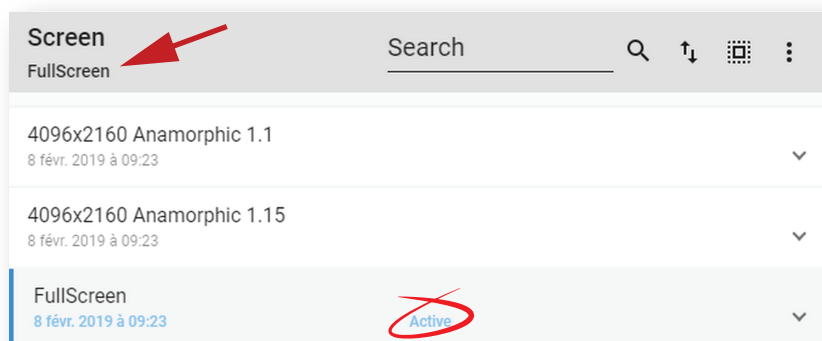 Screen
FullScreen
Search
4096x2160 Anamorphic 1.1
8 févr. 2019 à 09:23
4096x2160 Anamorphic 1.15
8 févr. 2019 à 09:23
FullScreen
8 févr. 2019 à 09:23
Active